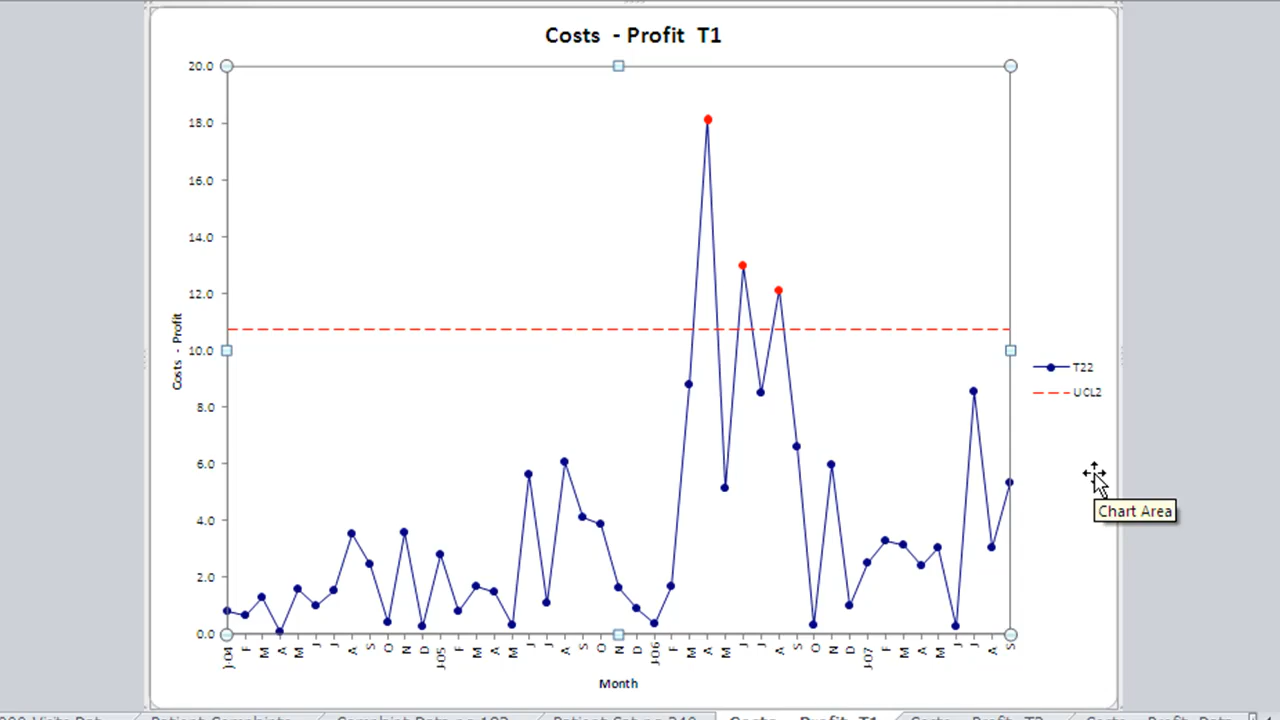 Costs - Profit T1
20.0
18.0
16.0
14.0
12.0
10.0
8.0
6.0
4.0
2.0
0.0
Costs - Profit
T22
UCL2
Chart Area
J-04 F M A M J J A S O N D J-05 F M A M J J A S O N D J-06 F M A M J J A S O N D J-07 F M A M J J A S
Month
Costs - Profit T1